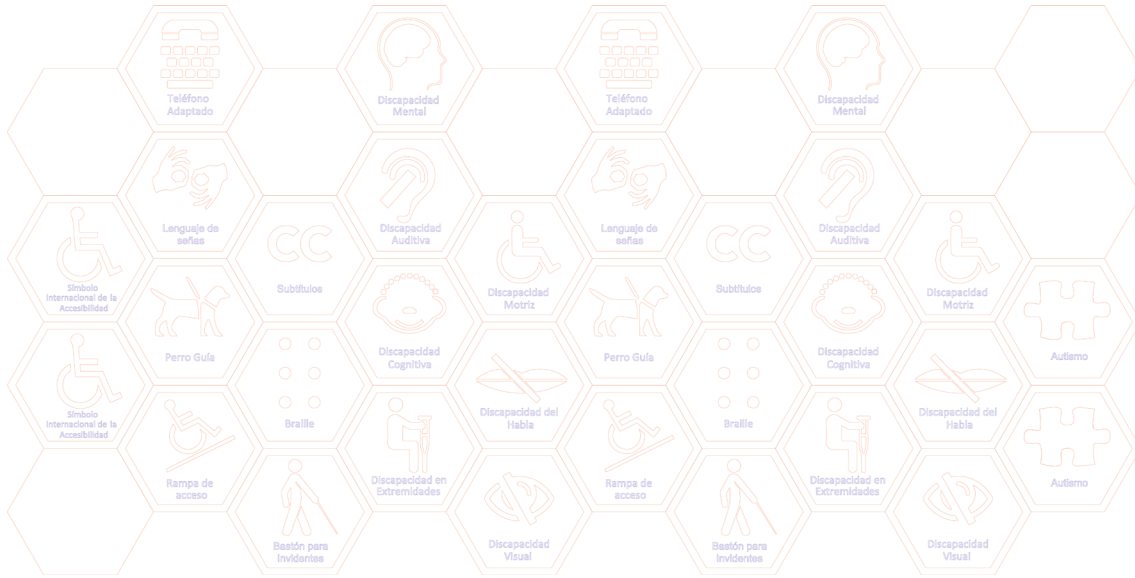 Teléfono
Adaptado
Discapacidad
Mental
Teléfono
Adaptado
Discapacidad
Mental
Lenguaje de
señas
Discapacidad
Auditiva
Lenguaje de
señas
Discapacidad
Auditiva
Símbolo
Internacional de la
Accesibilidad
CC
Subtítulos
Discapacidad
Motriz
CC
Subtítulos
Discapacidad
Motriz
Perro Guía
Discapacidad
Cognitiva
Perro Guía
Discapacidad
Cognitiva
Autismo
Símbolo
Internacional de la
Accesibilidad
Braille
Discapacidad del
Habla
Braille
Discapacidad del
Habla
Rampa de
acceso
Discapacidad en
Extremidades
Rampa de
acceso
Discapacidad en
Extremidades
Autismo
Bastón para
Invidentes
Discapacidad
Visual
Bastón para
Invidentes
Discapacidad
Visual